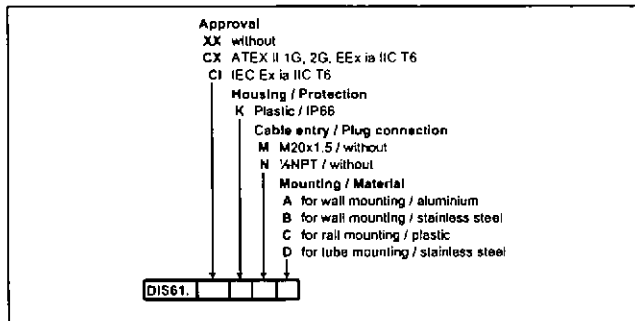 Approval
XX without
CX ATEX II 1G, 2G, EEx ia IIC T6
CI IEC Ex ia IIC T6
Housing / Protection
K Plastic / IP66
Cable entry / Plug connection
M M20x1.5 / without
N ½NPT / without
Mounting / Material
A for wall mounting / aluminium
B for wall mounting / stainless steel
C for rail mounting / plastic
D for tube mounting / stainless steel
DIS61.